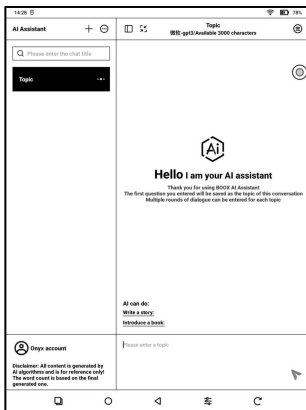 14:28
78%
AI Assistant
Topic
微软-gpt3/Available 3000 characters
Please enter the chat title
Topic
Ai
Hello I am your AI assistant
Thank you for using BOOX AI Assistant
The first question you entered will be saved as the topic of this conversation
Multiple rounds of dialogue can be entered for each topic
AI can do:
Write a story:
Introduce a book:
Onyx account
Disclaimer: All content is generated by
AI algorithms and is for reference only!
The word count is based on the final
generated one.
Please enter a topic